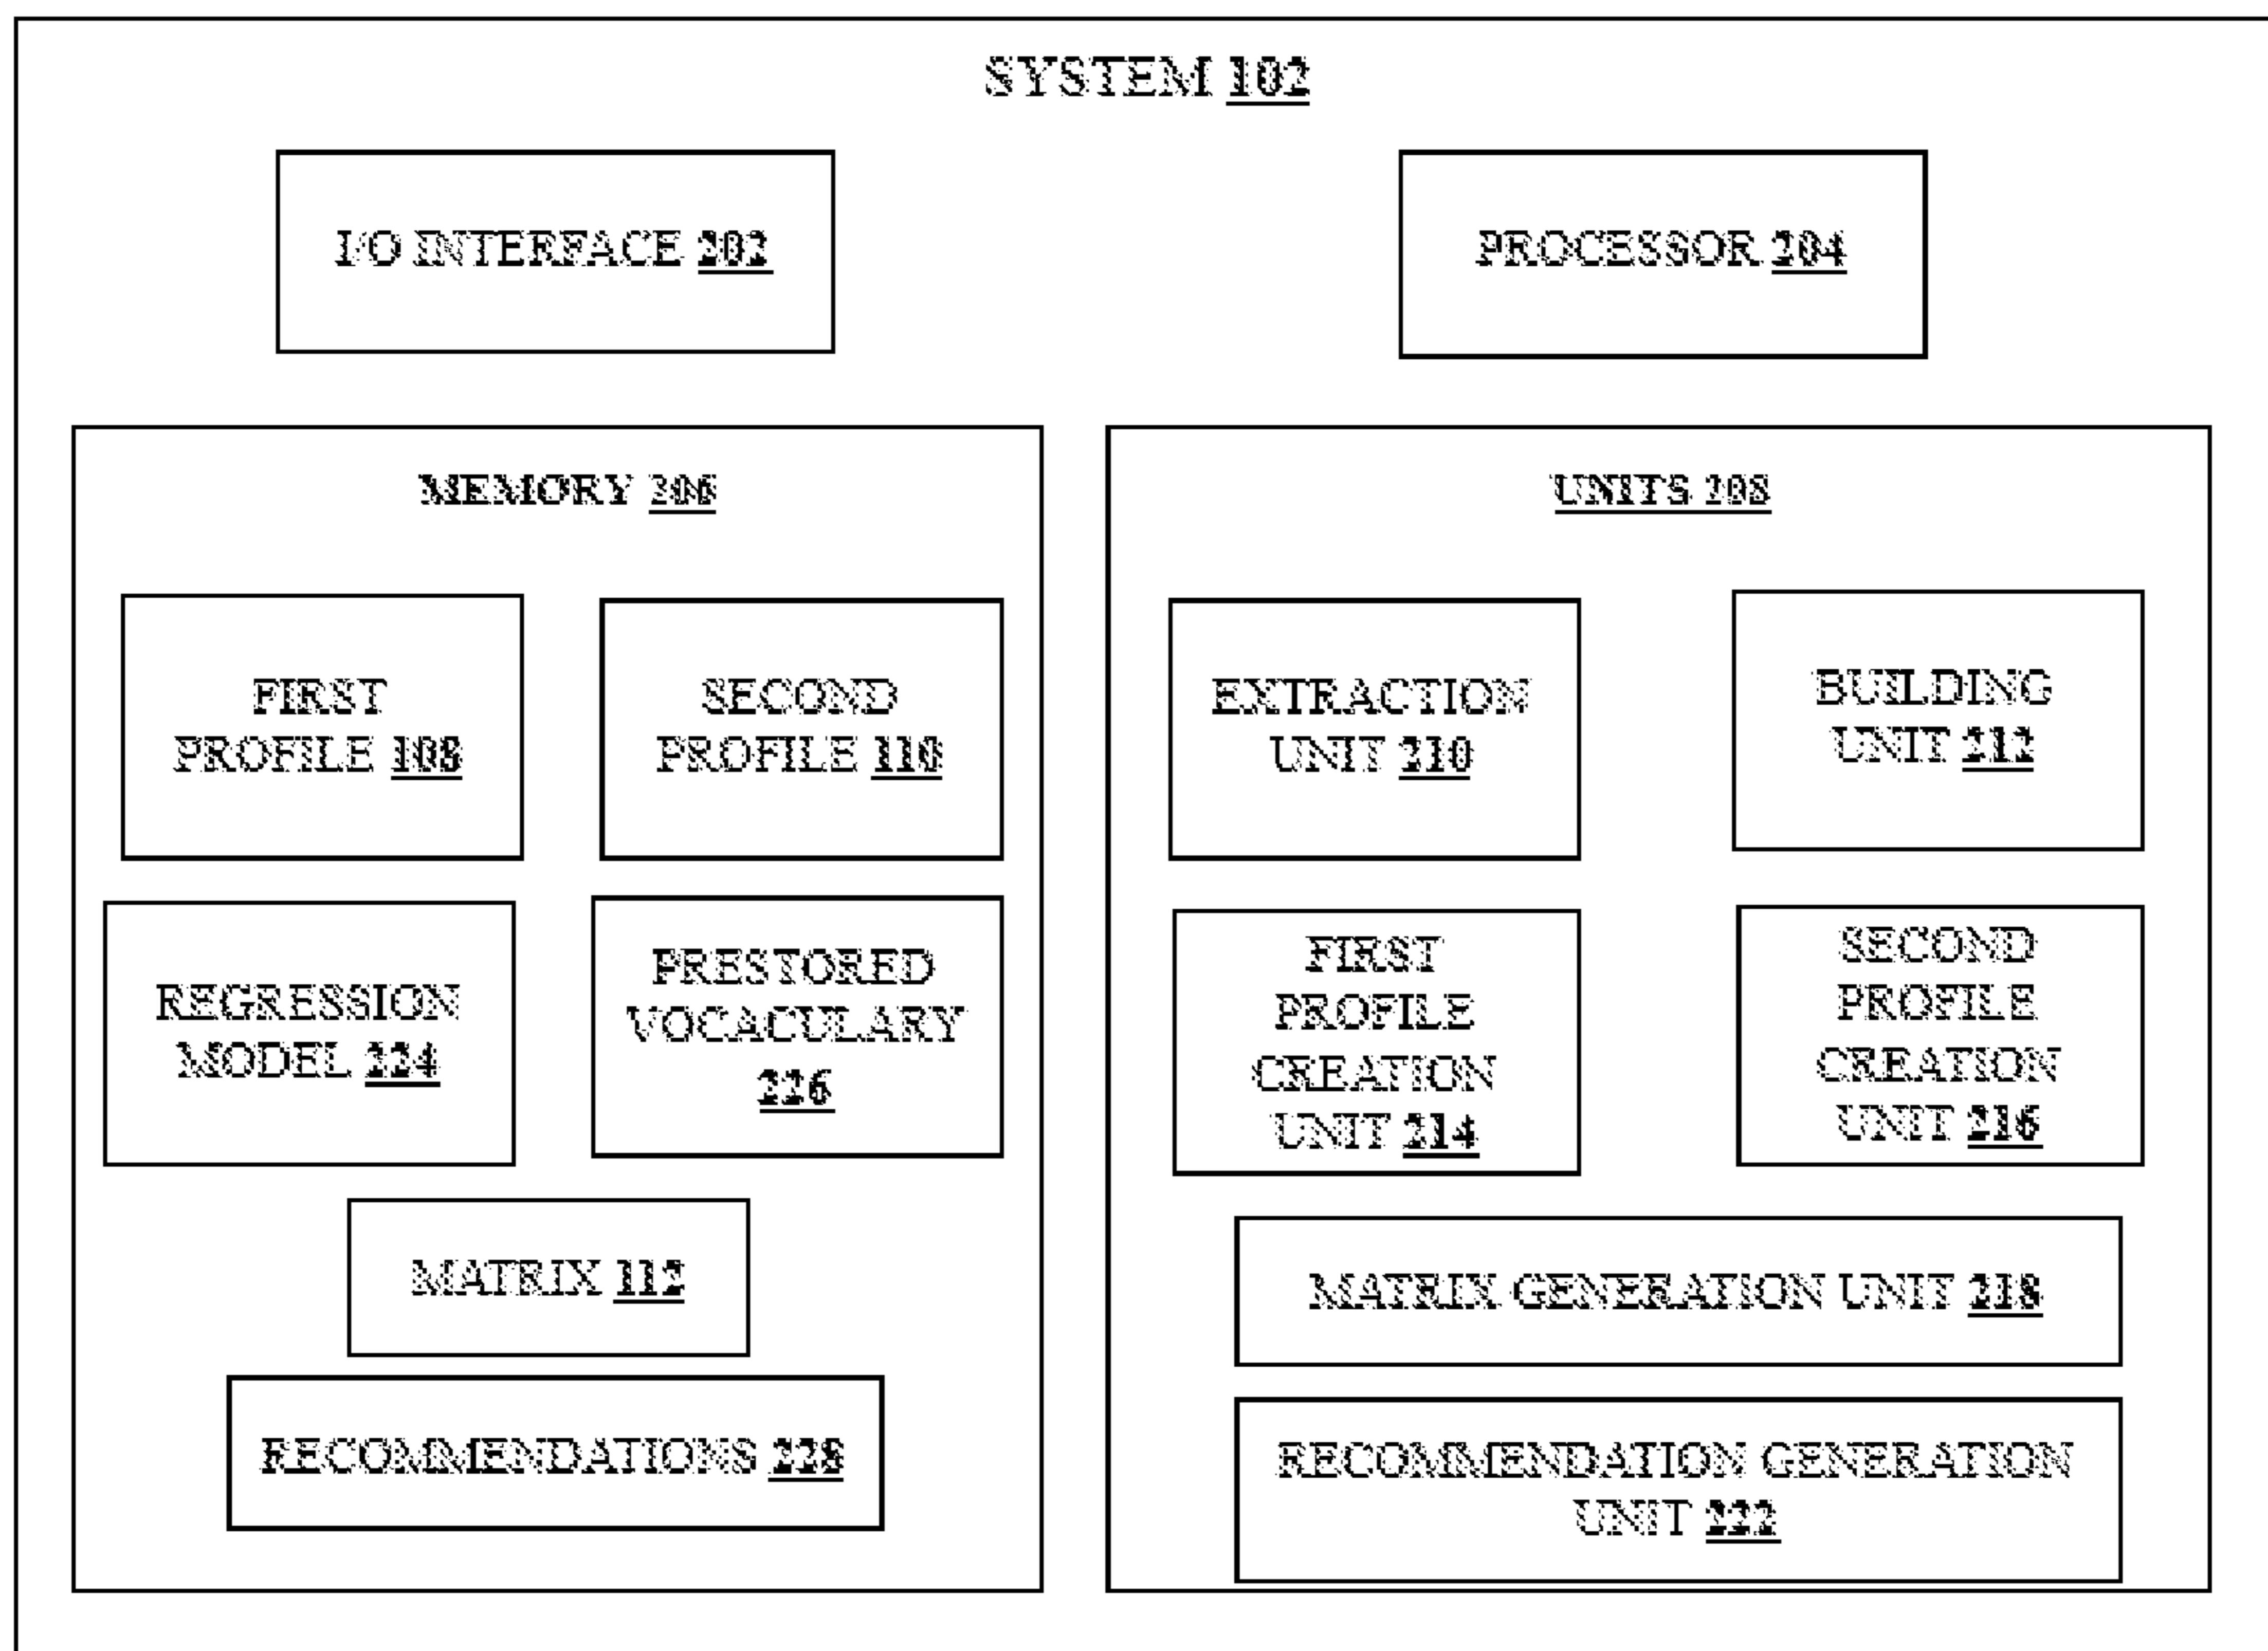 SYSTEM 102
I/O INTERFACE 202
PROCESSOR 204
MEMORY 206
FIRST
PROFILE 108
SECOND
PROFILE 110
REGRESSION
MODEL 224
PRESTORED
VOCACULARY
226
MATRIX 112
RECOMMENDATIONS 228
UNITS 208
EXTRACTION
UNIT 210
BUILDING
UNIT 212
FIRST
PROFILE
CREATION
UNIT 214
SECOND
PROFILE
CREATION
UNIT 216
MATRIX GENERATION UNIT 218
RECOMMENDATION GENERATION
UNIT 222